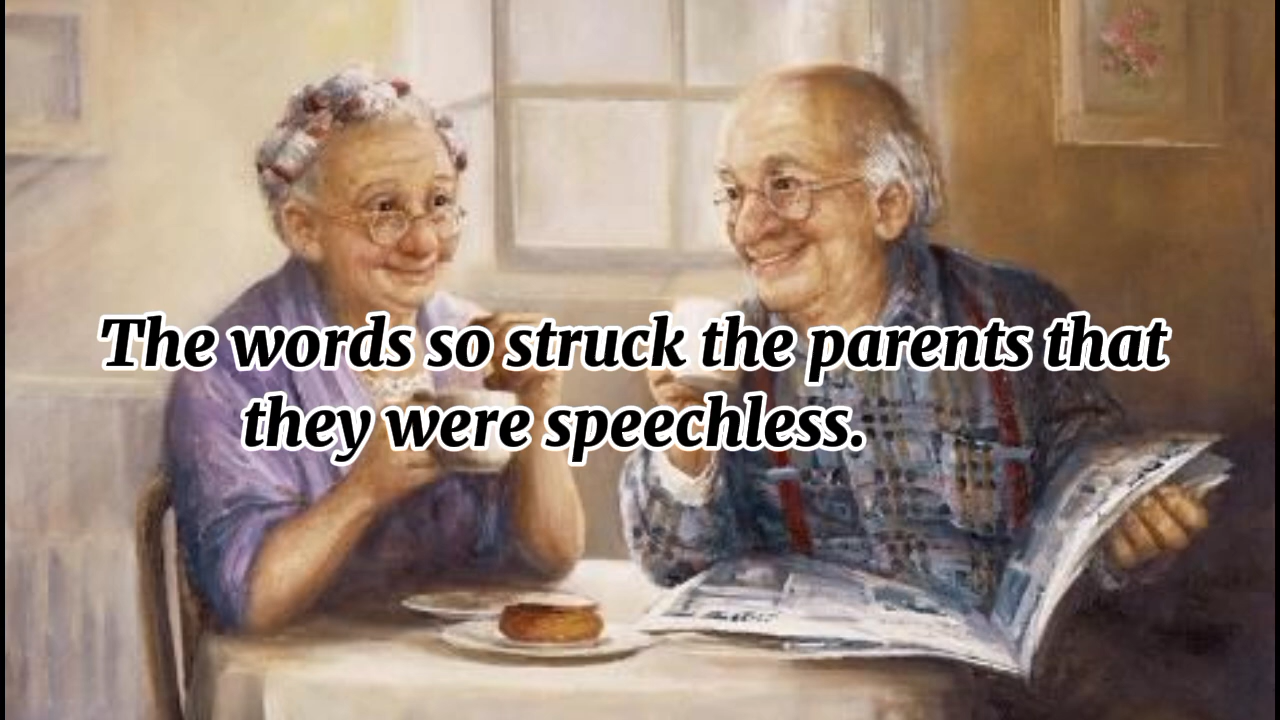 The words so struck the parents that
they were speechless.